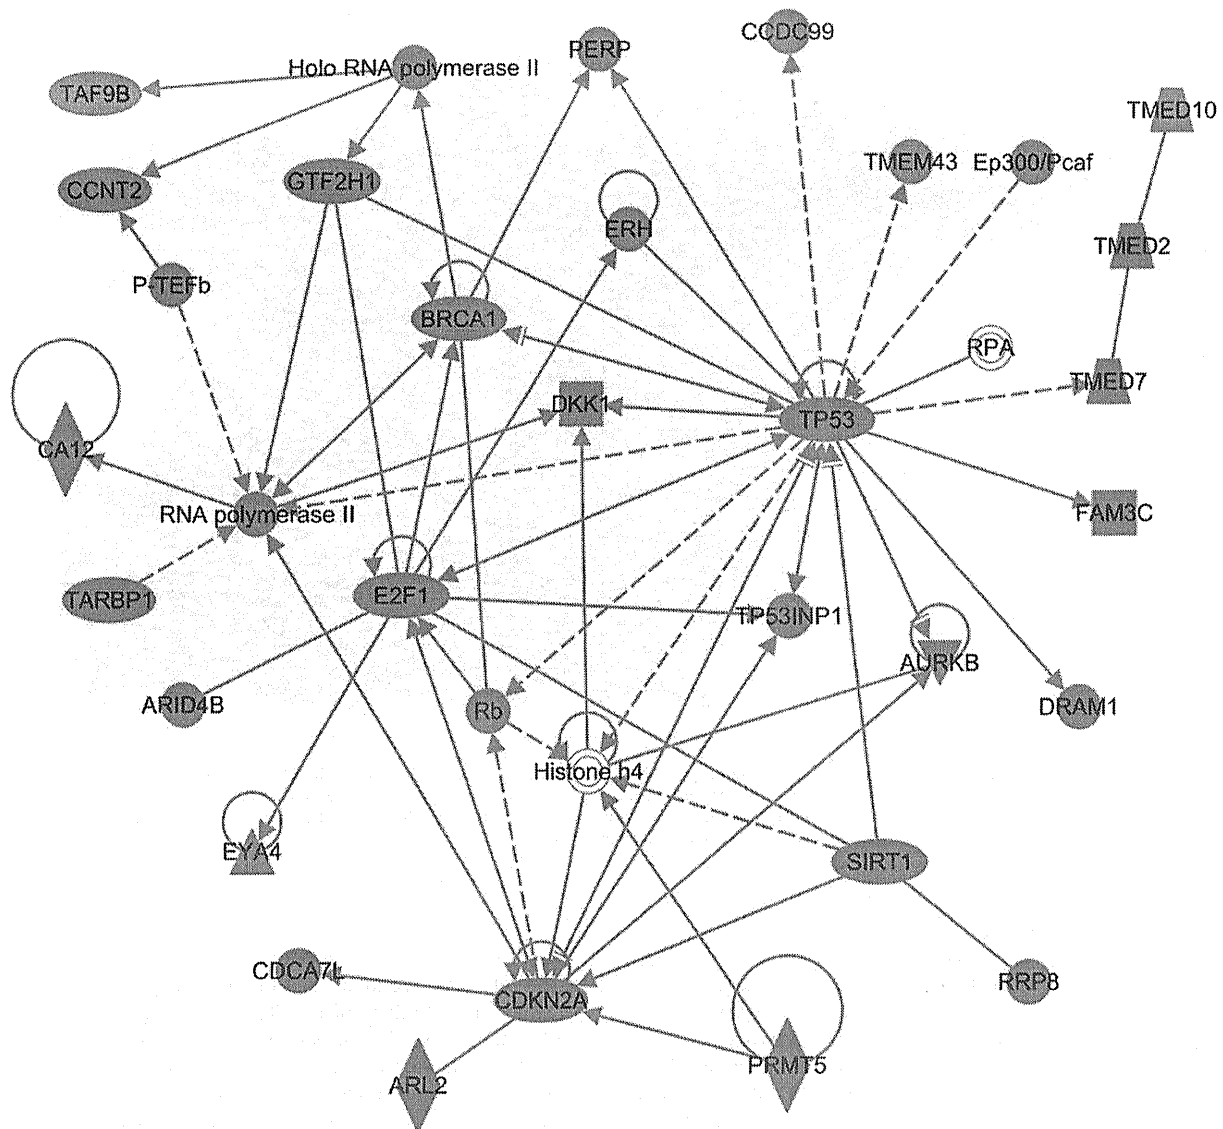 CCDC99
PERP
Holo RNA polymerase II
TAF9B
TMED10
TMEM43
Ep300/Pcaf
CCNT2
GTF2H1
ERH
TMED2
P-TEFb
BRCA1
RPA
TMED7
DKK1
TP53
CA12
RNA polymerase II
FAM3C
TARBP1
E2F1
TP53INP1
AURKB
ARID4B
Rb
DRAM1
Histone h4
EYA4
SIRT1
CDCA7L
CDKN2A
RRP8
PRMT5
ARL2